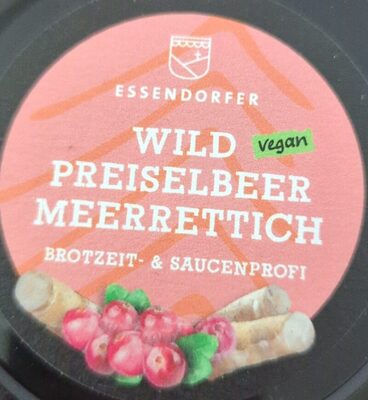 ESSENDORFER
WILD vegan
PREISELBEER
MEERRETTICH
BROTZEIT- & SAUCENPROFI